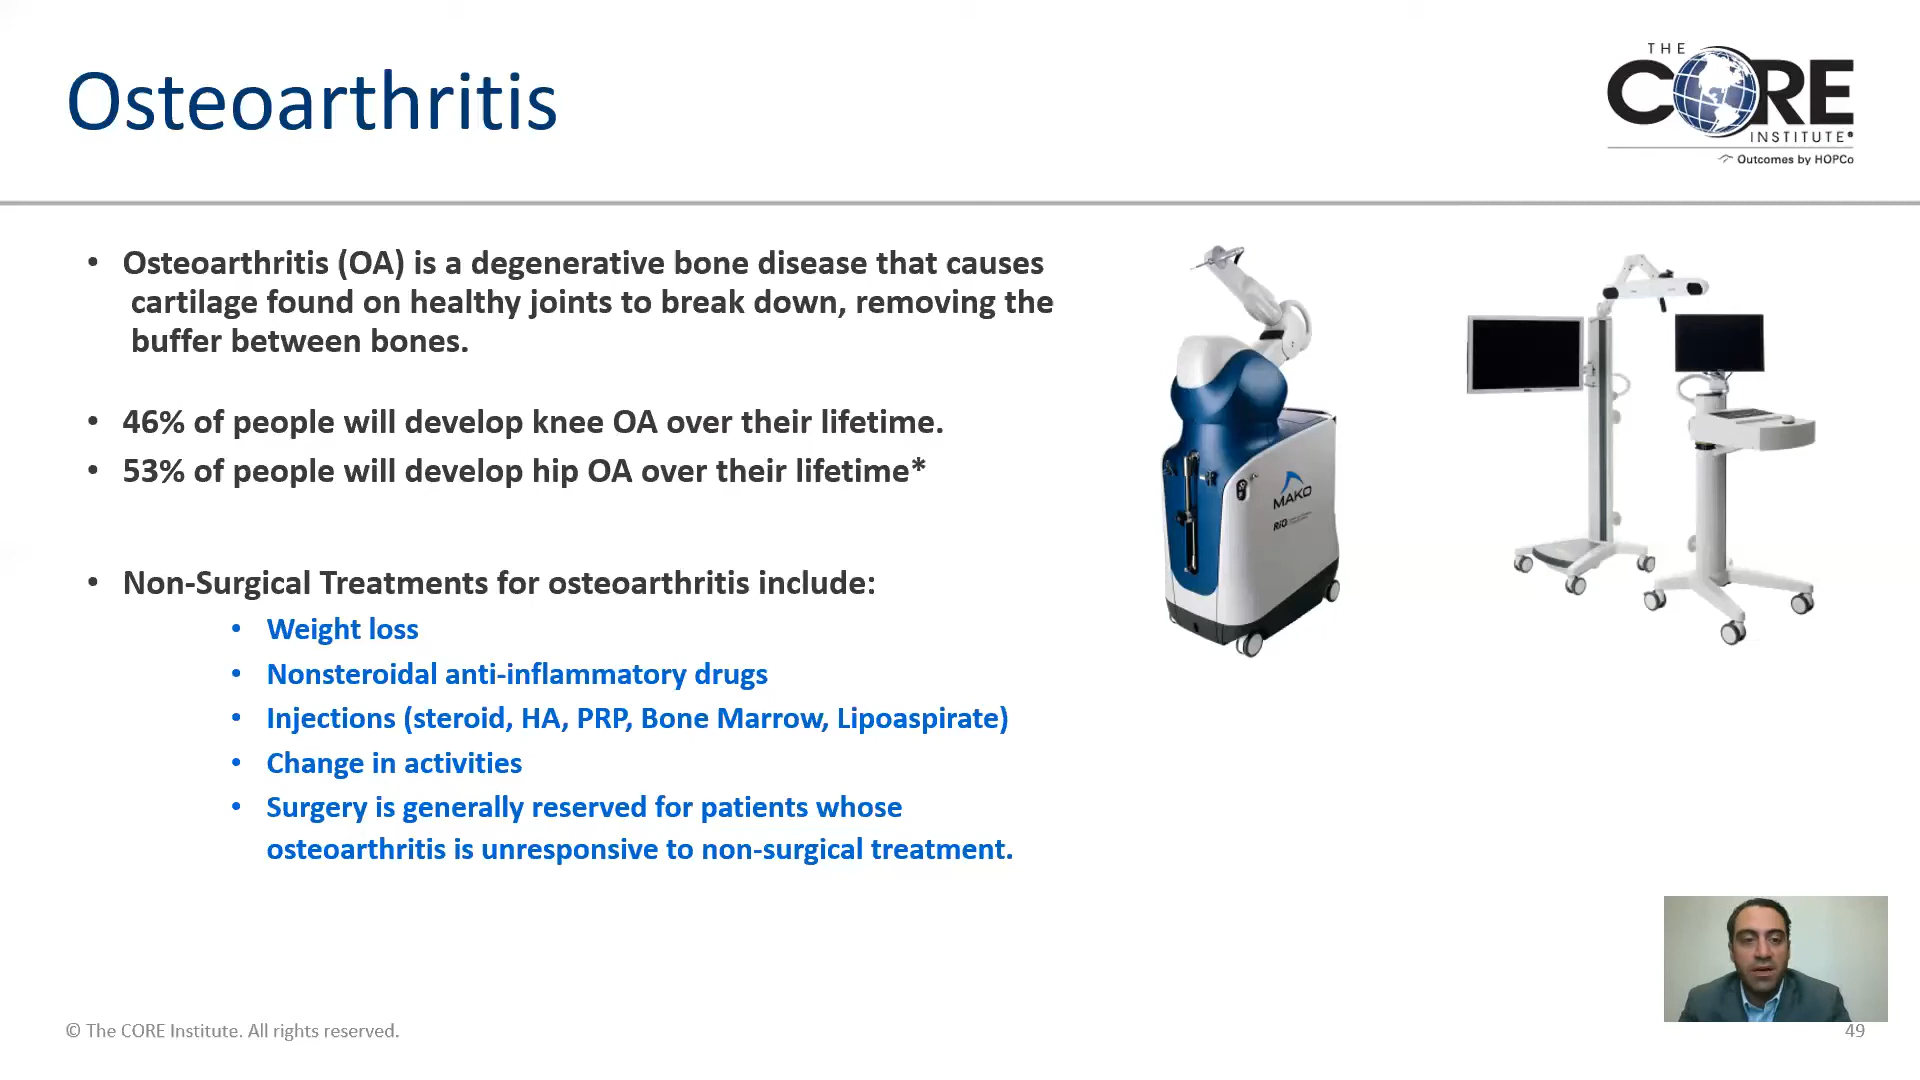 Osteoarthritis
THE
CORE
INSTITUTE®
Outcomes by HOPCo
• Osteoarthritis (OA) is a degenerative bone disease that causes
cartilage found on healthy joints to break down, removing the
buffer between bones.
• 46% of people will develop knee OA over their lifetime.
• 53% of people will develop hip OA over their lifetime*
MAKO
RIO
• Non-Surgical Treatments for osteoarthritis include:
• Weight loss
• Nonsteroidal anti-inflammatory drugs
• Injections (steroid, HA, PRP, Bone Marrow, Lipoaspirate)
• Change in activities
• Surgery is generally reserved for patients whose
osteoarthritis is unresponsive to non-surgical treatment.
© The CORE Institute. All rights reserved.
49